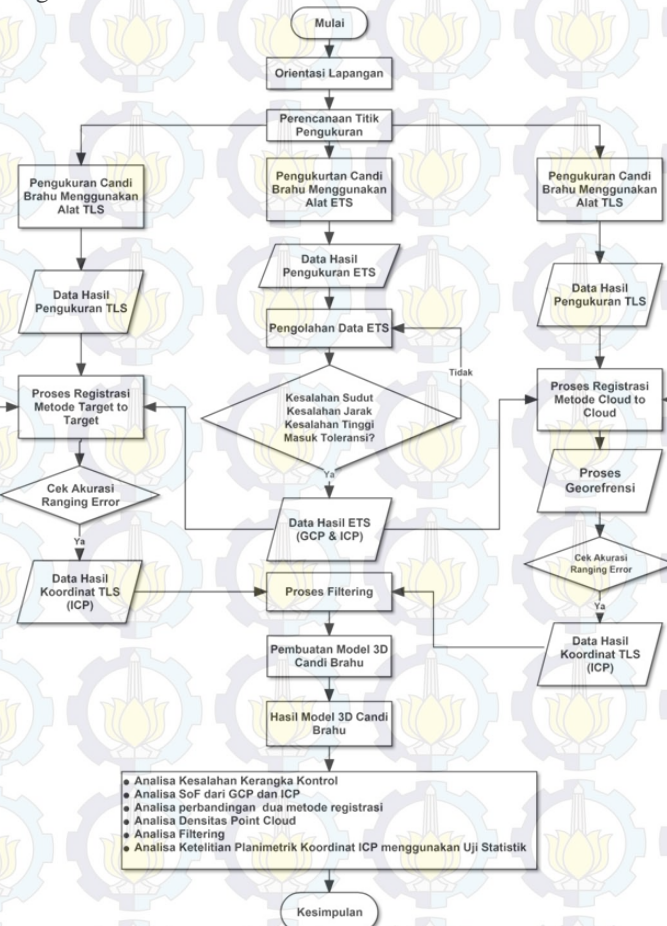 Mulai
Orientasi Lapangan
Perencanaan Titik
Pengukuran
Pengukuran Candi
Brahu Menggunakan
Alat TLS
Pengukurtan Candi
Brahu Menggunakan
Alat ETS
Pengukuran Candi
Brahu Menggunakan
Alat TLS
Data Hasil
Pengukuran TLS
Data Hasil
Pengukuran ETS
Data Hasil
Pengukuran TLS
Pengolahan Data ETS
Tidak
Proses Registrasi
Metode Target to
Target
Kesalahan Sudut
Kesalahan Jarak
Kesalahan Tinggi
Masuk Toleransi?
Proses Registrasi
Metode Cloud to
Cloud
Ya
Cek Akurasi
Ranging Error
Proses
Georefrensi
Ya
Data Hasil ETS
(GCP & ICP)
Cek Akurasi
Ranging Error
Ya
Data Hasil
Koordinat TLS
(ICP)
Proses Filtering
Data Hasil
Koordinat TLS
(ICP)
Pembuatan Model 3D
Candi Brahu
Hasil Model 3D Candi
Brahu
• Analisa Kesalahan Kerangka Kontrol
• Analisa SoF dari GCP dan ICP
• Analisa perbandingan dua metode registrasi
• Analisa Densitas Point Cloud
• Analisa Filtering
• Analisa Ketelitian Planimetrik Koordinat ICP menggunakan Uji Statistik
Kesimpulan